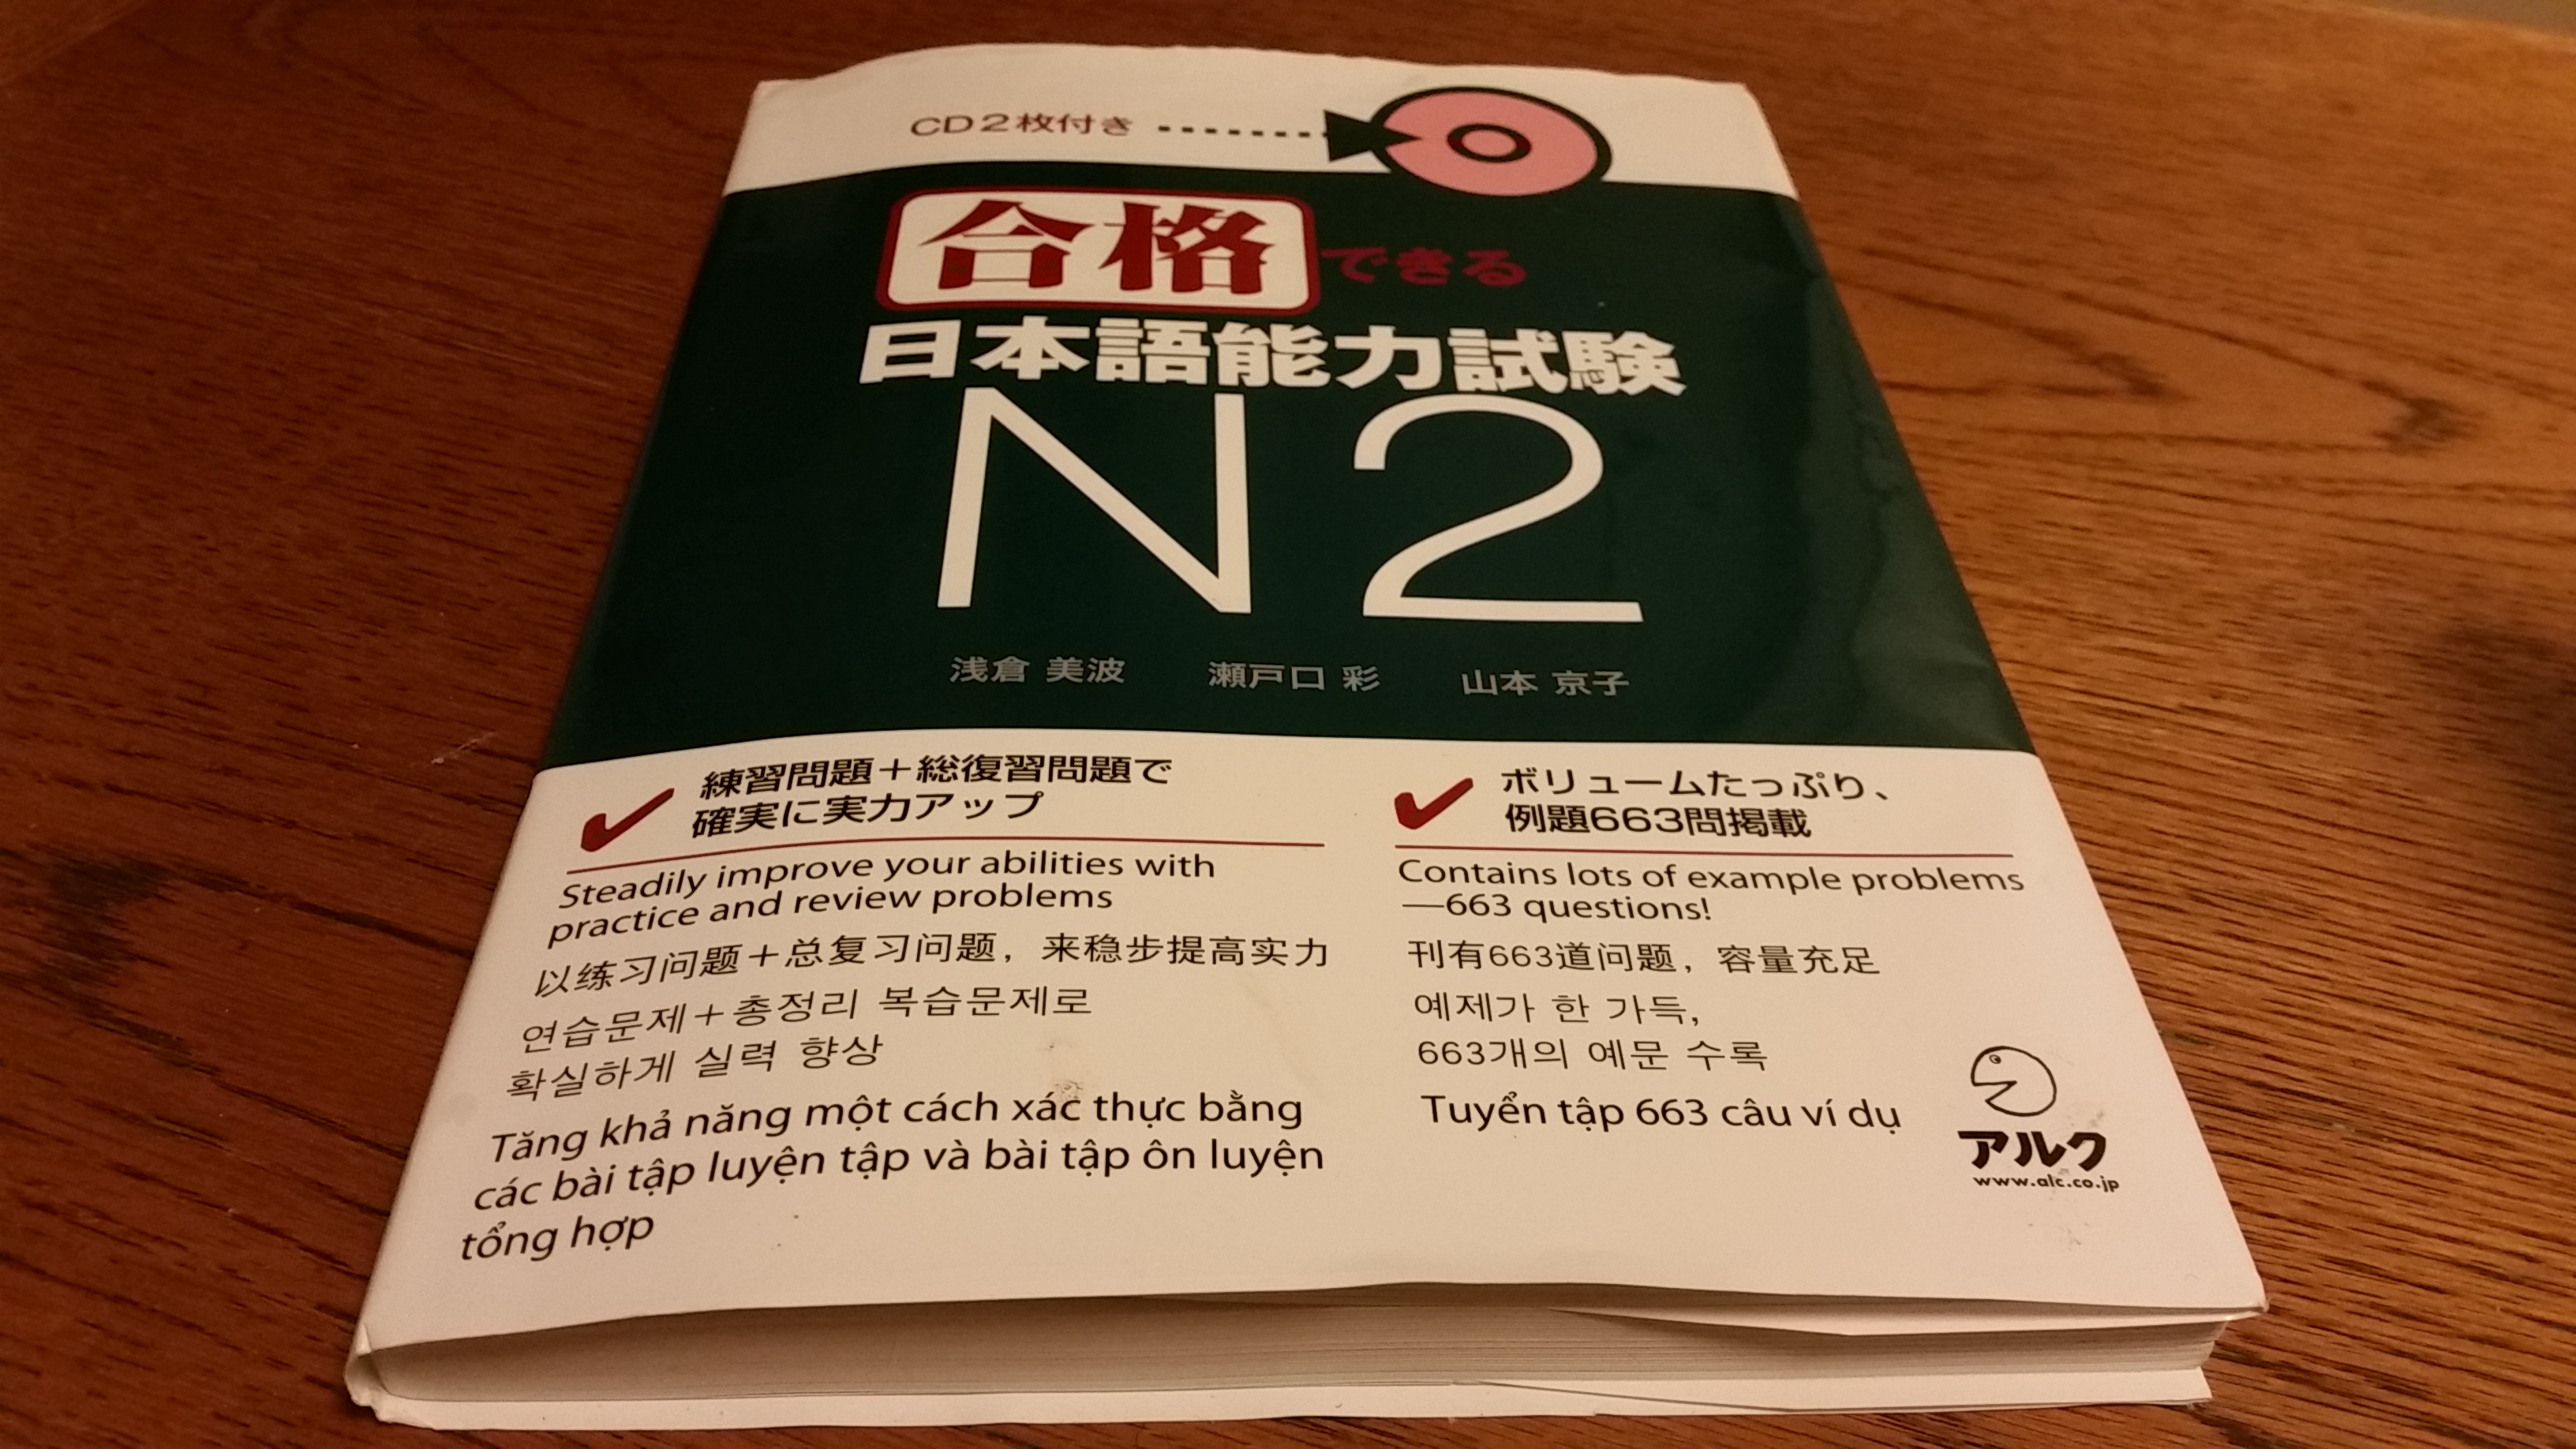 CD2枚付き
合格できる
日本語能力試験
N2
浅倉 美波 瀬戸口 彩 山本 京子
練習問題+総復習問題で
確実に実力アップ
Steadily improve your abilities with
practice and review problems
以练习问题+总复习问题，来稳步提高实力
연습문제+총정리 복습문제로
확실하게 실력 향상
Tăng khả năng một cách xác thực bằng
các bài tập luyện tập và bài tập ôn luyện
tổng hợp
ボリュームたっぷり、
例題663問掲載
Contains lots of example problems
—663 questions!
刊有663道问题，容量充足
예제가 한 가득,
663개의 예문 수록
Tuyển tập 663 câu ví dụ
アルク
www.alc.co.jp